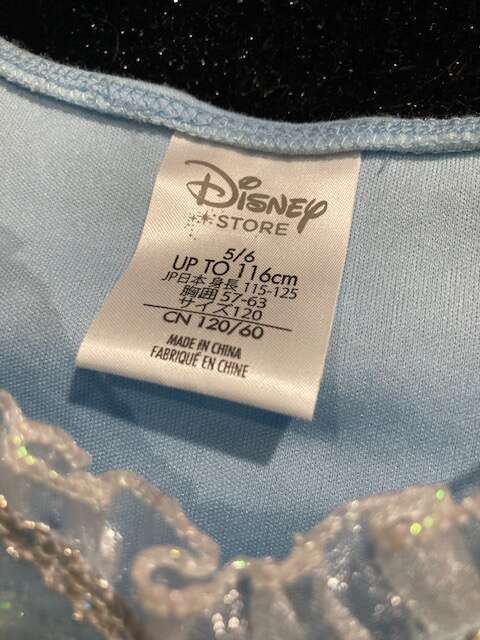 Disney
STORE
5/6
UP TO 116cm
JP日本 身長 115-125
胸囲 57-63
サイズ120
CN 120/60
MADE IN CHINA
FABRIQUÉ EN CHINE